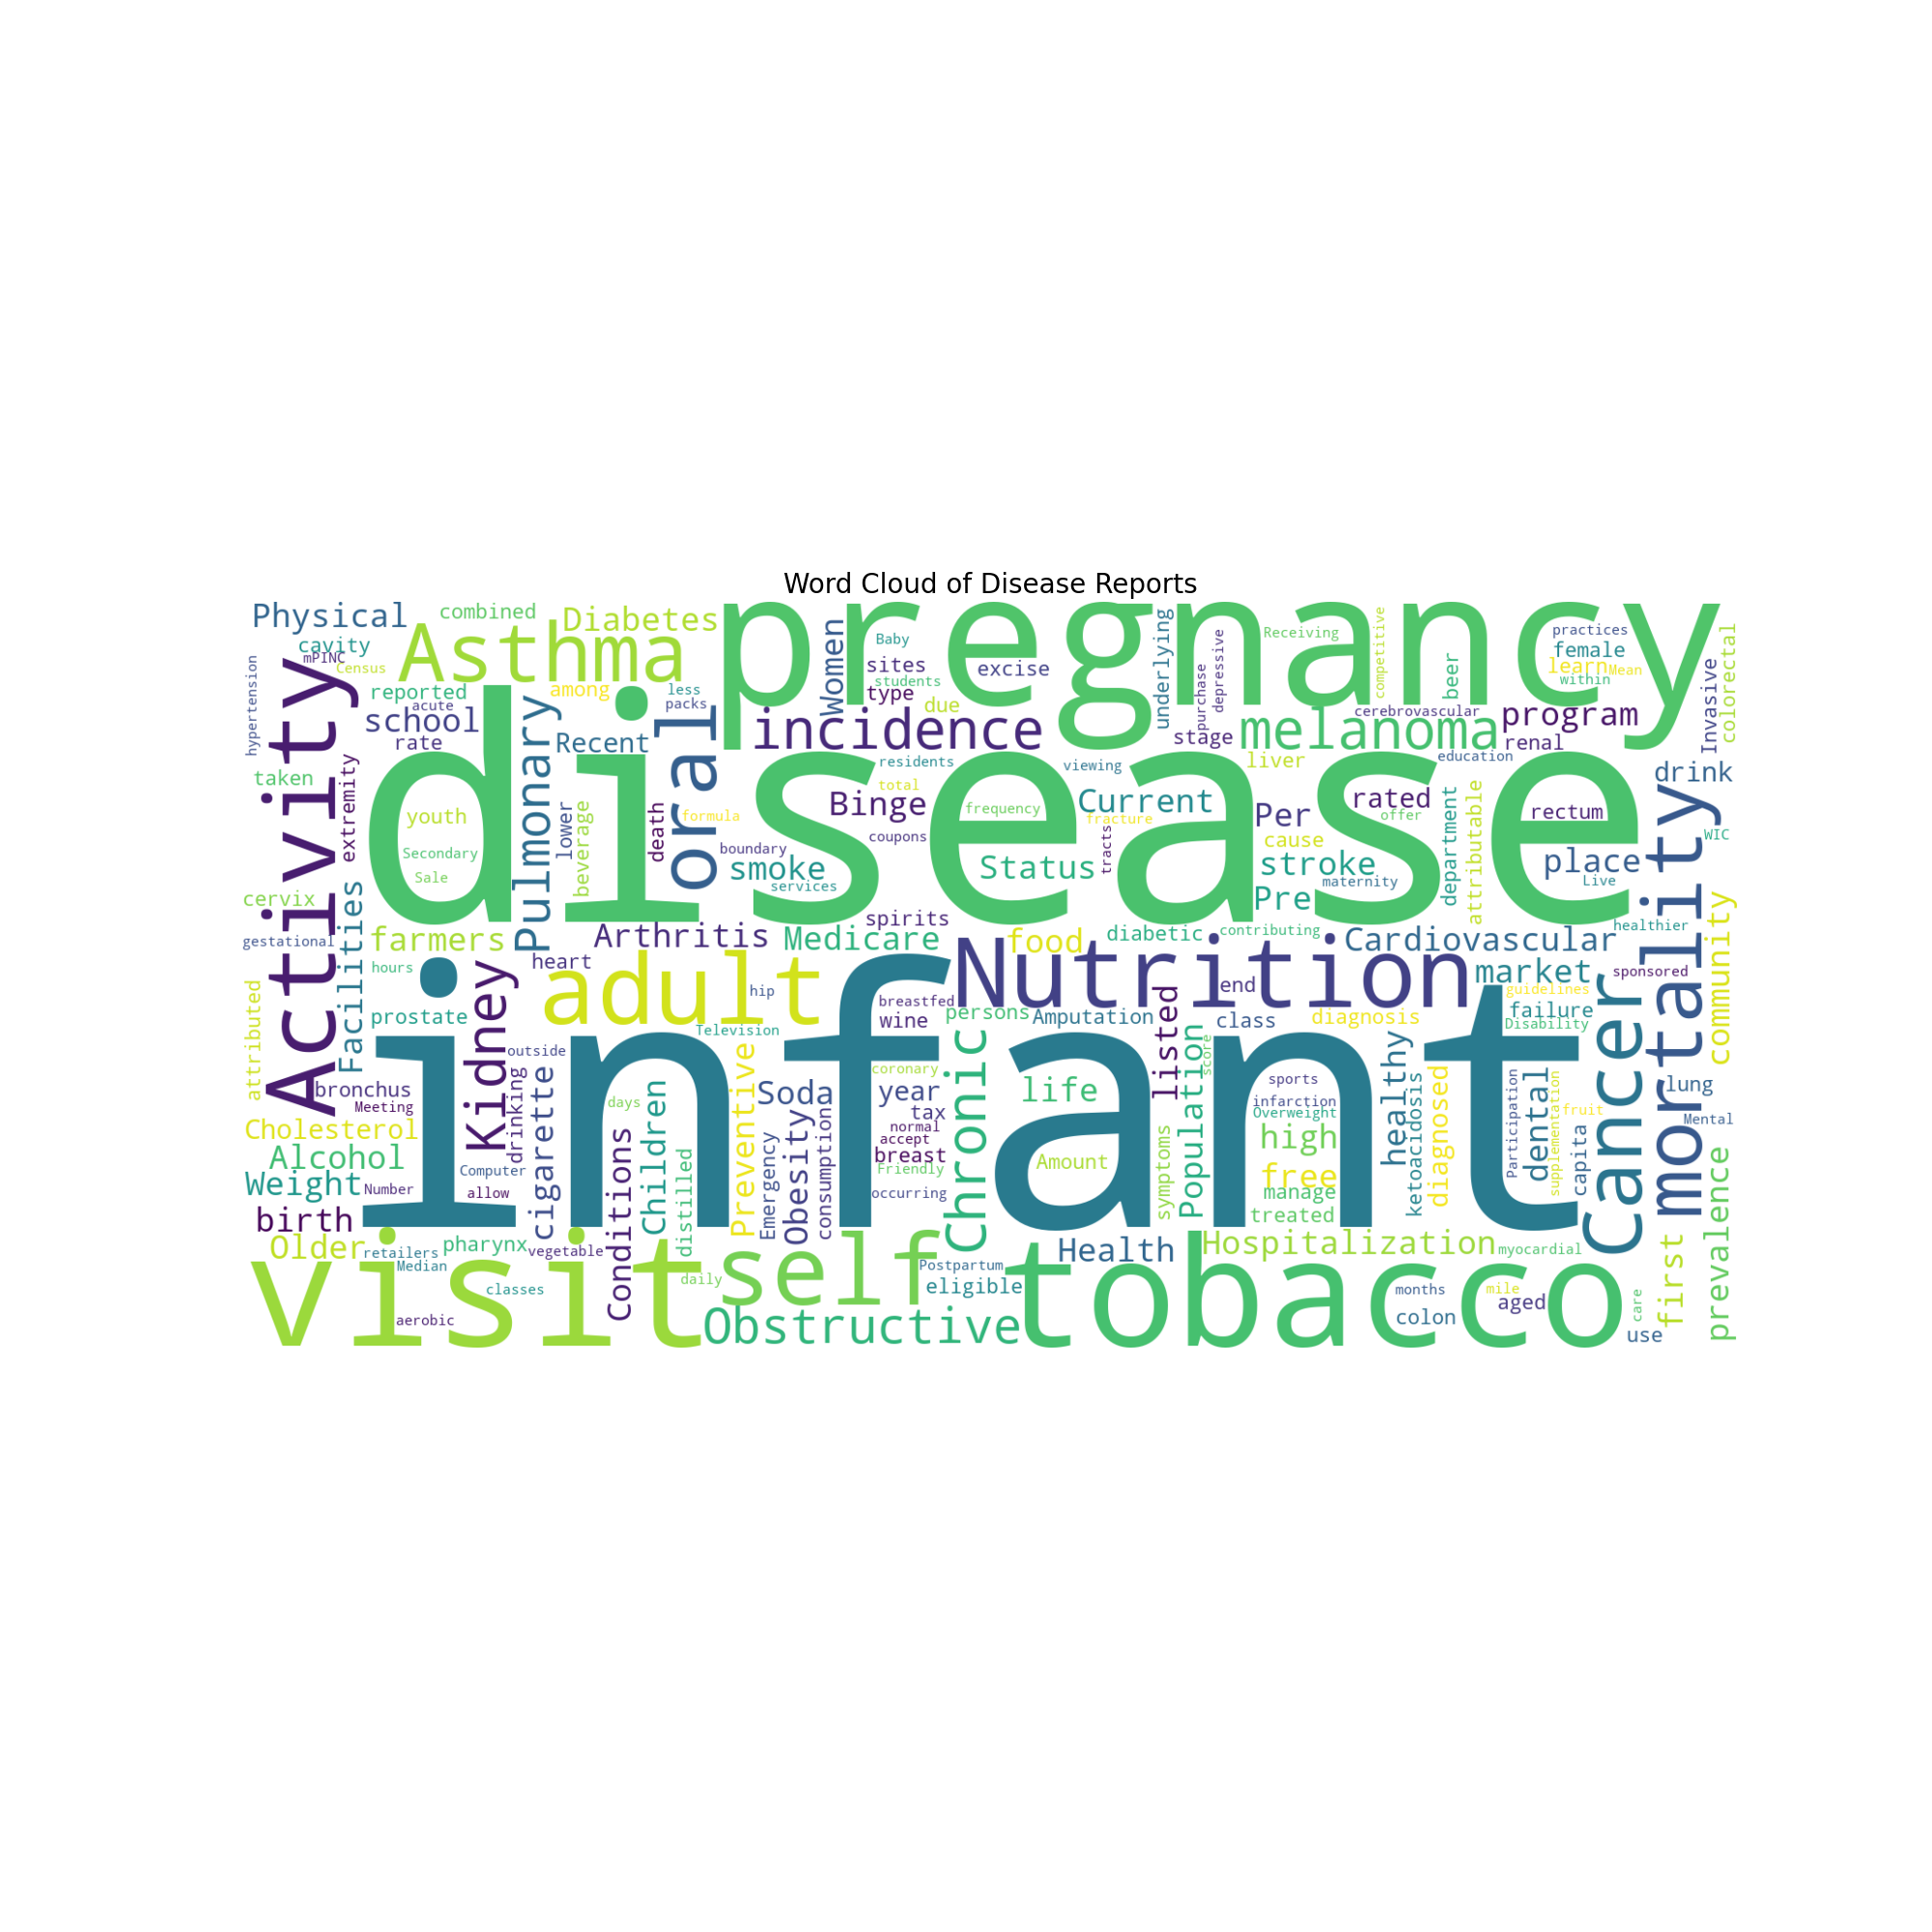 Word Cloud of Disease Reports
Physical
combined
Diabetes
pregnancy
cavity
mPINC
Census
Asthma
Women
Baby
sites
students
type
excise
due
underlying
purchase
depressive
Receiving
competitive
beer
practices
female
learn
Mean
within
Invasive
colorectal
hypertension
Activity
reported
acute
among
less
packs
school
rate
Recent
oral
incidence
stage
melanoma
cerebrovascular
program
renal
education
taken
extremity
disease
Pulmonary
residents
viewing
liver
drink
youth
lower
beverage
death
formula
total
Binge
frequency
Current
fracture
Per
rated
offer
rectum
coupons
cause
department
attributable
Secondary
Sale
boundary
smoke
services
Status
tracts
stroke
maternity
Pre
place
Live
WIC
mortality
cervix
Facilities
gestational
farmers
Arthritis
spirits
Medicare
food
diabetic
contributing
Cardiovascular
healthier
community
hours
heart
adult
hip
Nutrition
end
market
sponsored
guidelines
attributed
prostate
Kidney
Television
breastfed
wine
persons
Amputation
listed
class
diagnosis
failure
Disability
Cancer
infant
outside
bronchus
Meeting
drinking
cigarette
days
Children
Preventive
Soda
coronary
year
tax
normal
accept
breast
Friendly
occurring
Chronic
life
Amount
symptoms
Population
score
sports
infarction
Overweight
high
free
manage
treated
healthy
ketoacidosis
diagnosed
Participation
dental
supplementation
fruit
capita
lung
Mental
Cholesterol
Alcohol
Weight
Number
Computer
allow
birth
Conditions
distilled
Emergency
Obesity
consumption
prevalence
Older
retailers
Median
pharynx
vegetable
classes
aerobic
visit
daily
self
Postpartum
eligible
Obstructive
Health
Hospitalization
myocardial
tobacco
months
mile
aged
colon
care
use
first